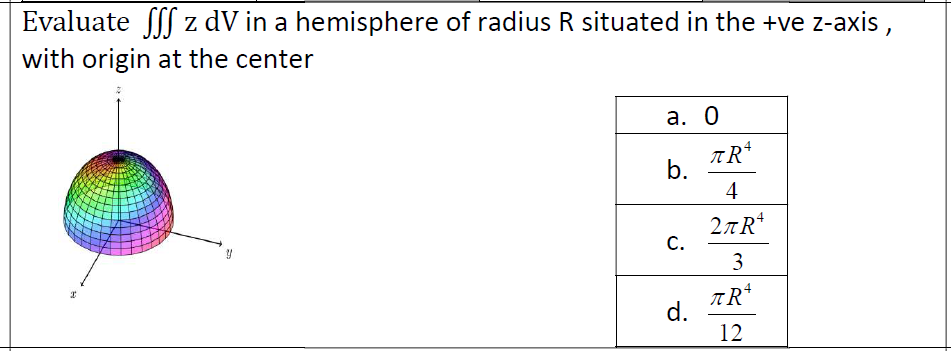 Evaluate ∭ z dV in a hemisphere of radius R situated in the +ve z-axis ,
with origin at the center
z
y
x
a. 0
b. πR⁴/4
c. 2πR⁴/3
d. πR⁴/12